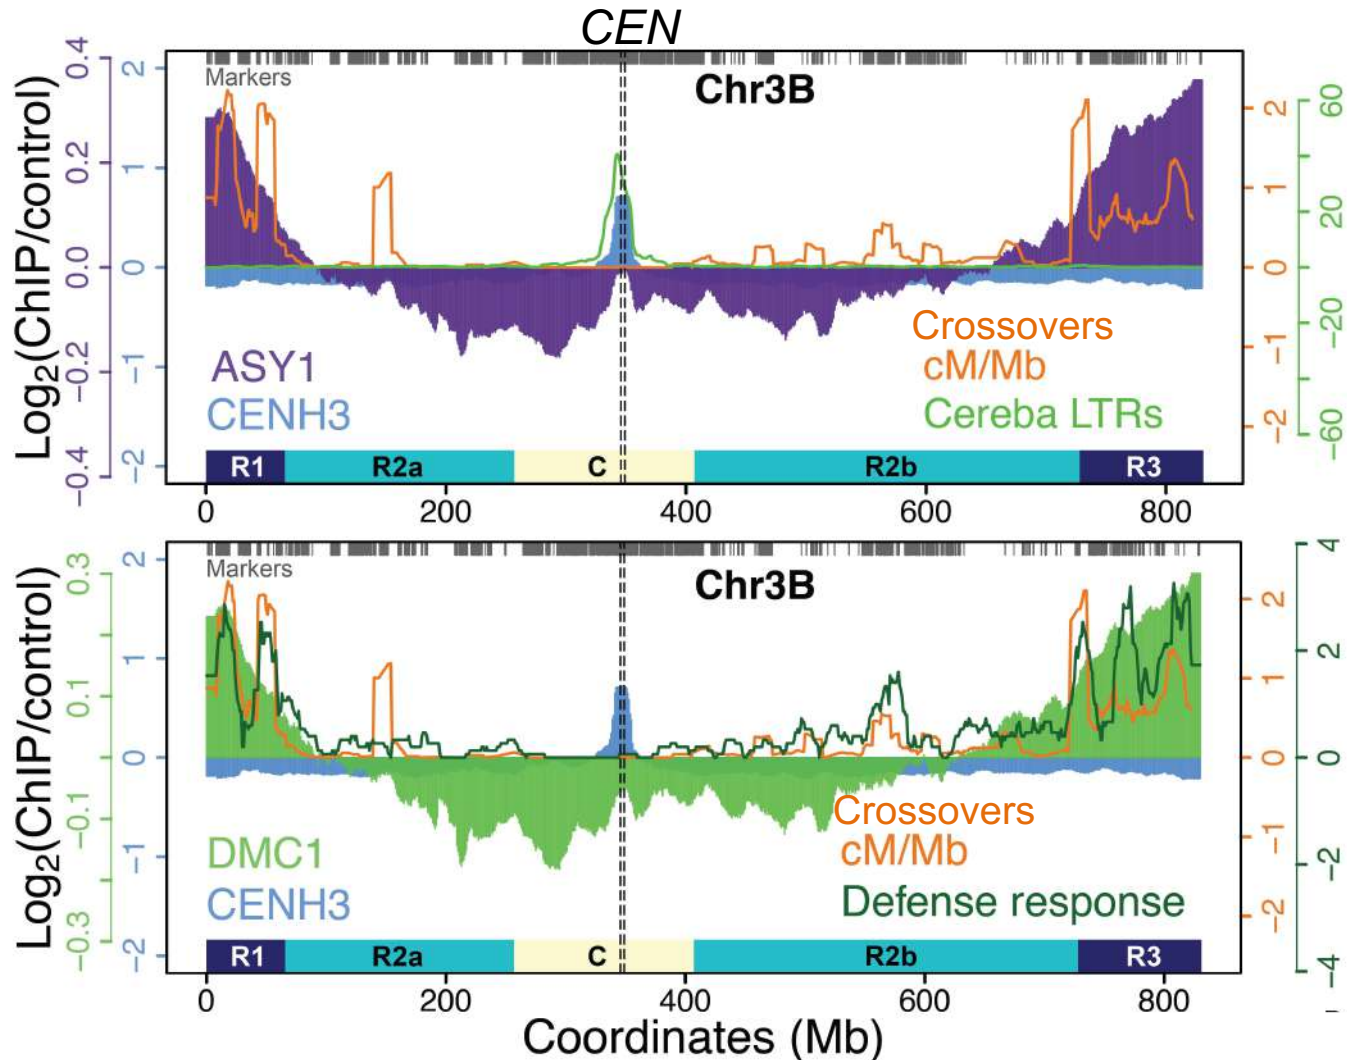 CEN
Markers
Chr3B
Log2(ChIP/control)
0.4
0.2
0.0
−0.2
−0.4
2
1
0
−1
−2
2
1
0
−1
−2
60
20
−20
−60
ASY1
CENH3
Crossovers
cM/Mb
Cereba LTRs
R1 R2a C R2b R3
0 200 400 600 800
Markers
Chr3B
Log2(ChIP/control)
0.3
0.1
−0.1
−0.3
2
1
0
−1
−2
2
1
0
−1
−2
4
2
0
−2
−4
DMC1
CENH3
Crossovers
cM/Mb
Defense response
R1 R2a C R2b R3
0 200 400 600 800
Coordinates (Mb)